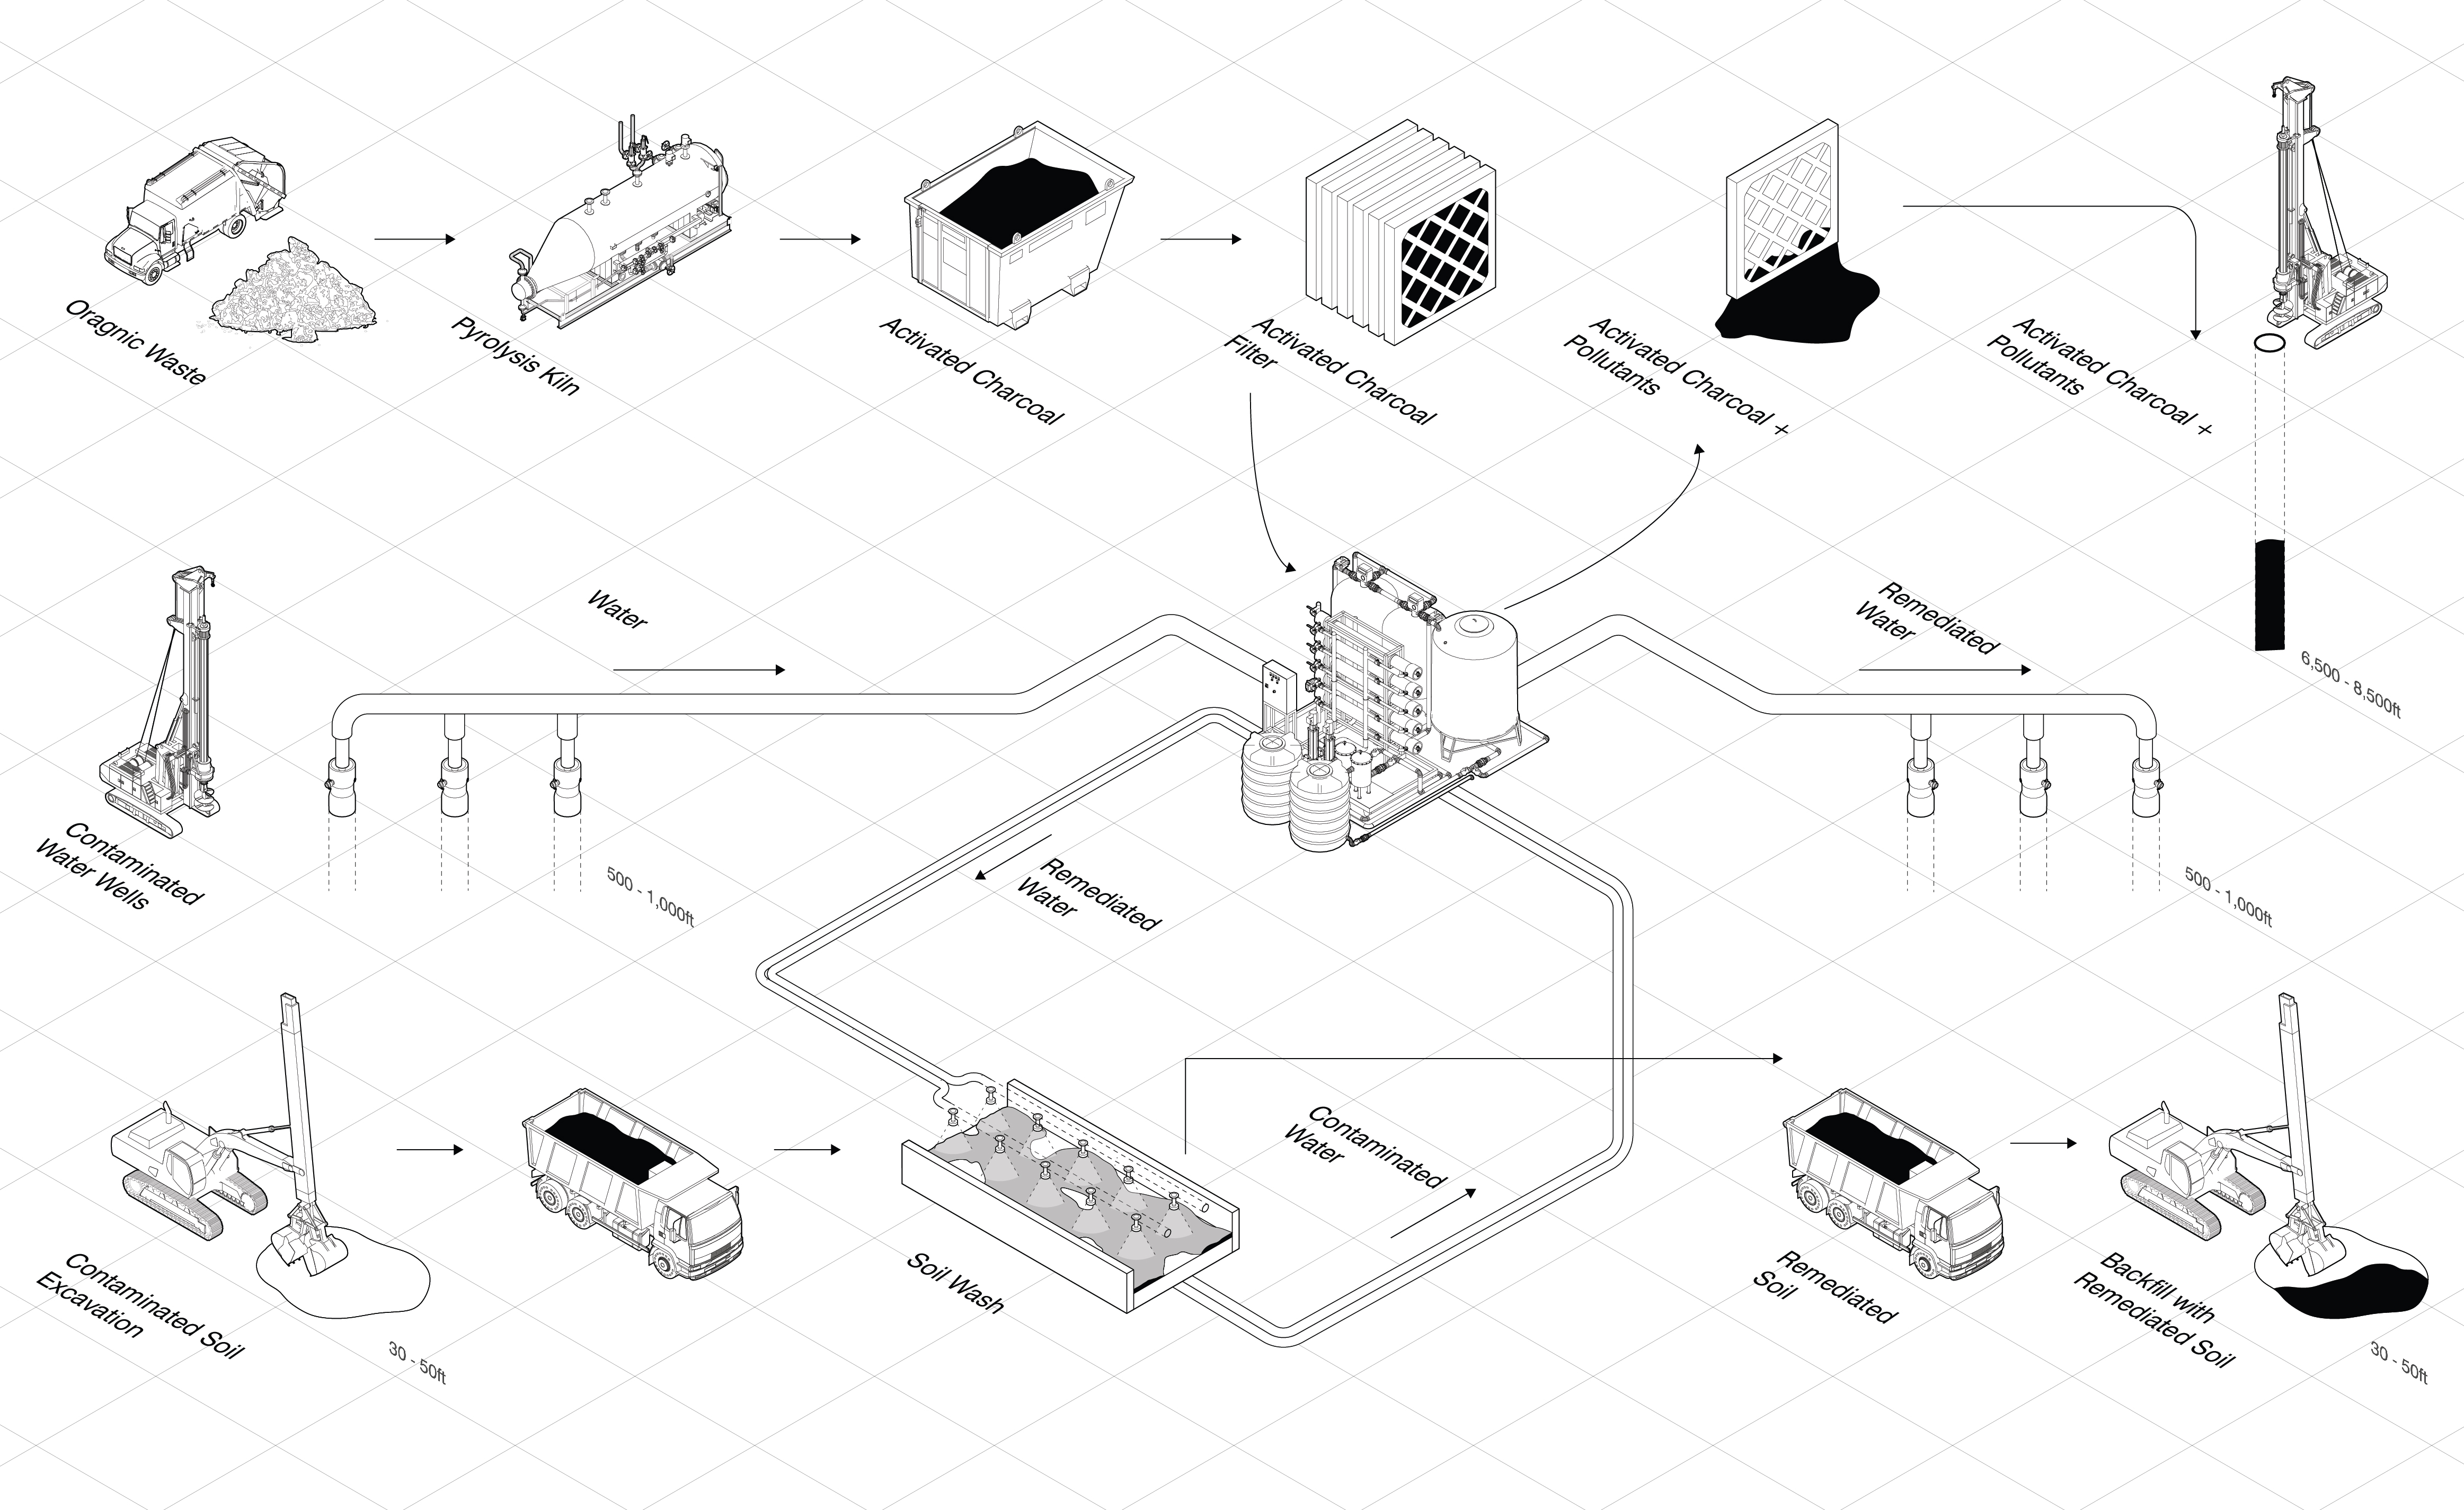 Oragnic Waste
Pyrolysis Kiln
Activated Charcoal
Activated Charcoal
Filter
Activated Charcoal +
Pollutants
Activated Charcoal +
Pollutants
6,500 - 8,500ft
Contaminated
Water Wells
500 - 1,000ft
Water
Remediated
Water
Remediated
Water
500 - 1,000ft
Contaminated Soil
Excavation
30 - 50ft
Soil Wash
Contaminated
Water
Remediated
Soil
Backfill with
Remediated Soil
30 - 50ft